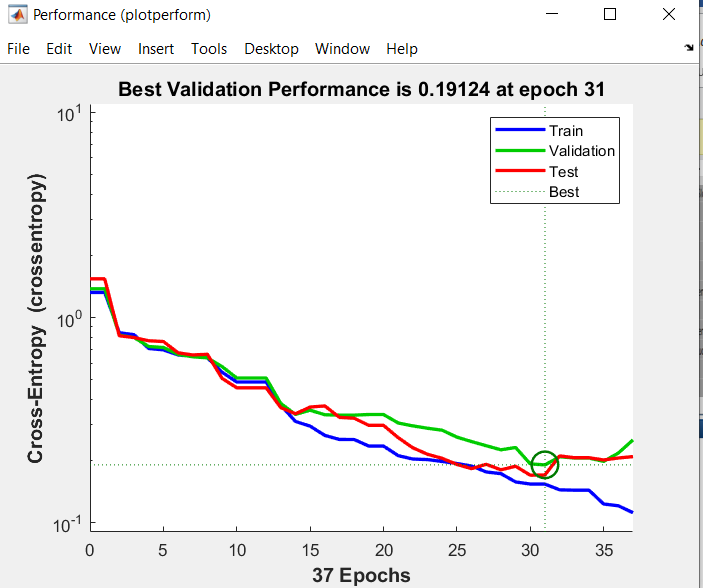 Performance (plotperform)
File Edit View Insert Tools Desktop Window Help
Best Validation Performance is 0.19124 at epoch 31
Cross-Entropy (crossentropy)
10^1
10^0
10^-1
Train
Validation
Test
Best
0 5 10 15 20 25 30 35
37 Epochs